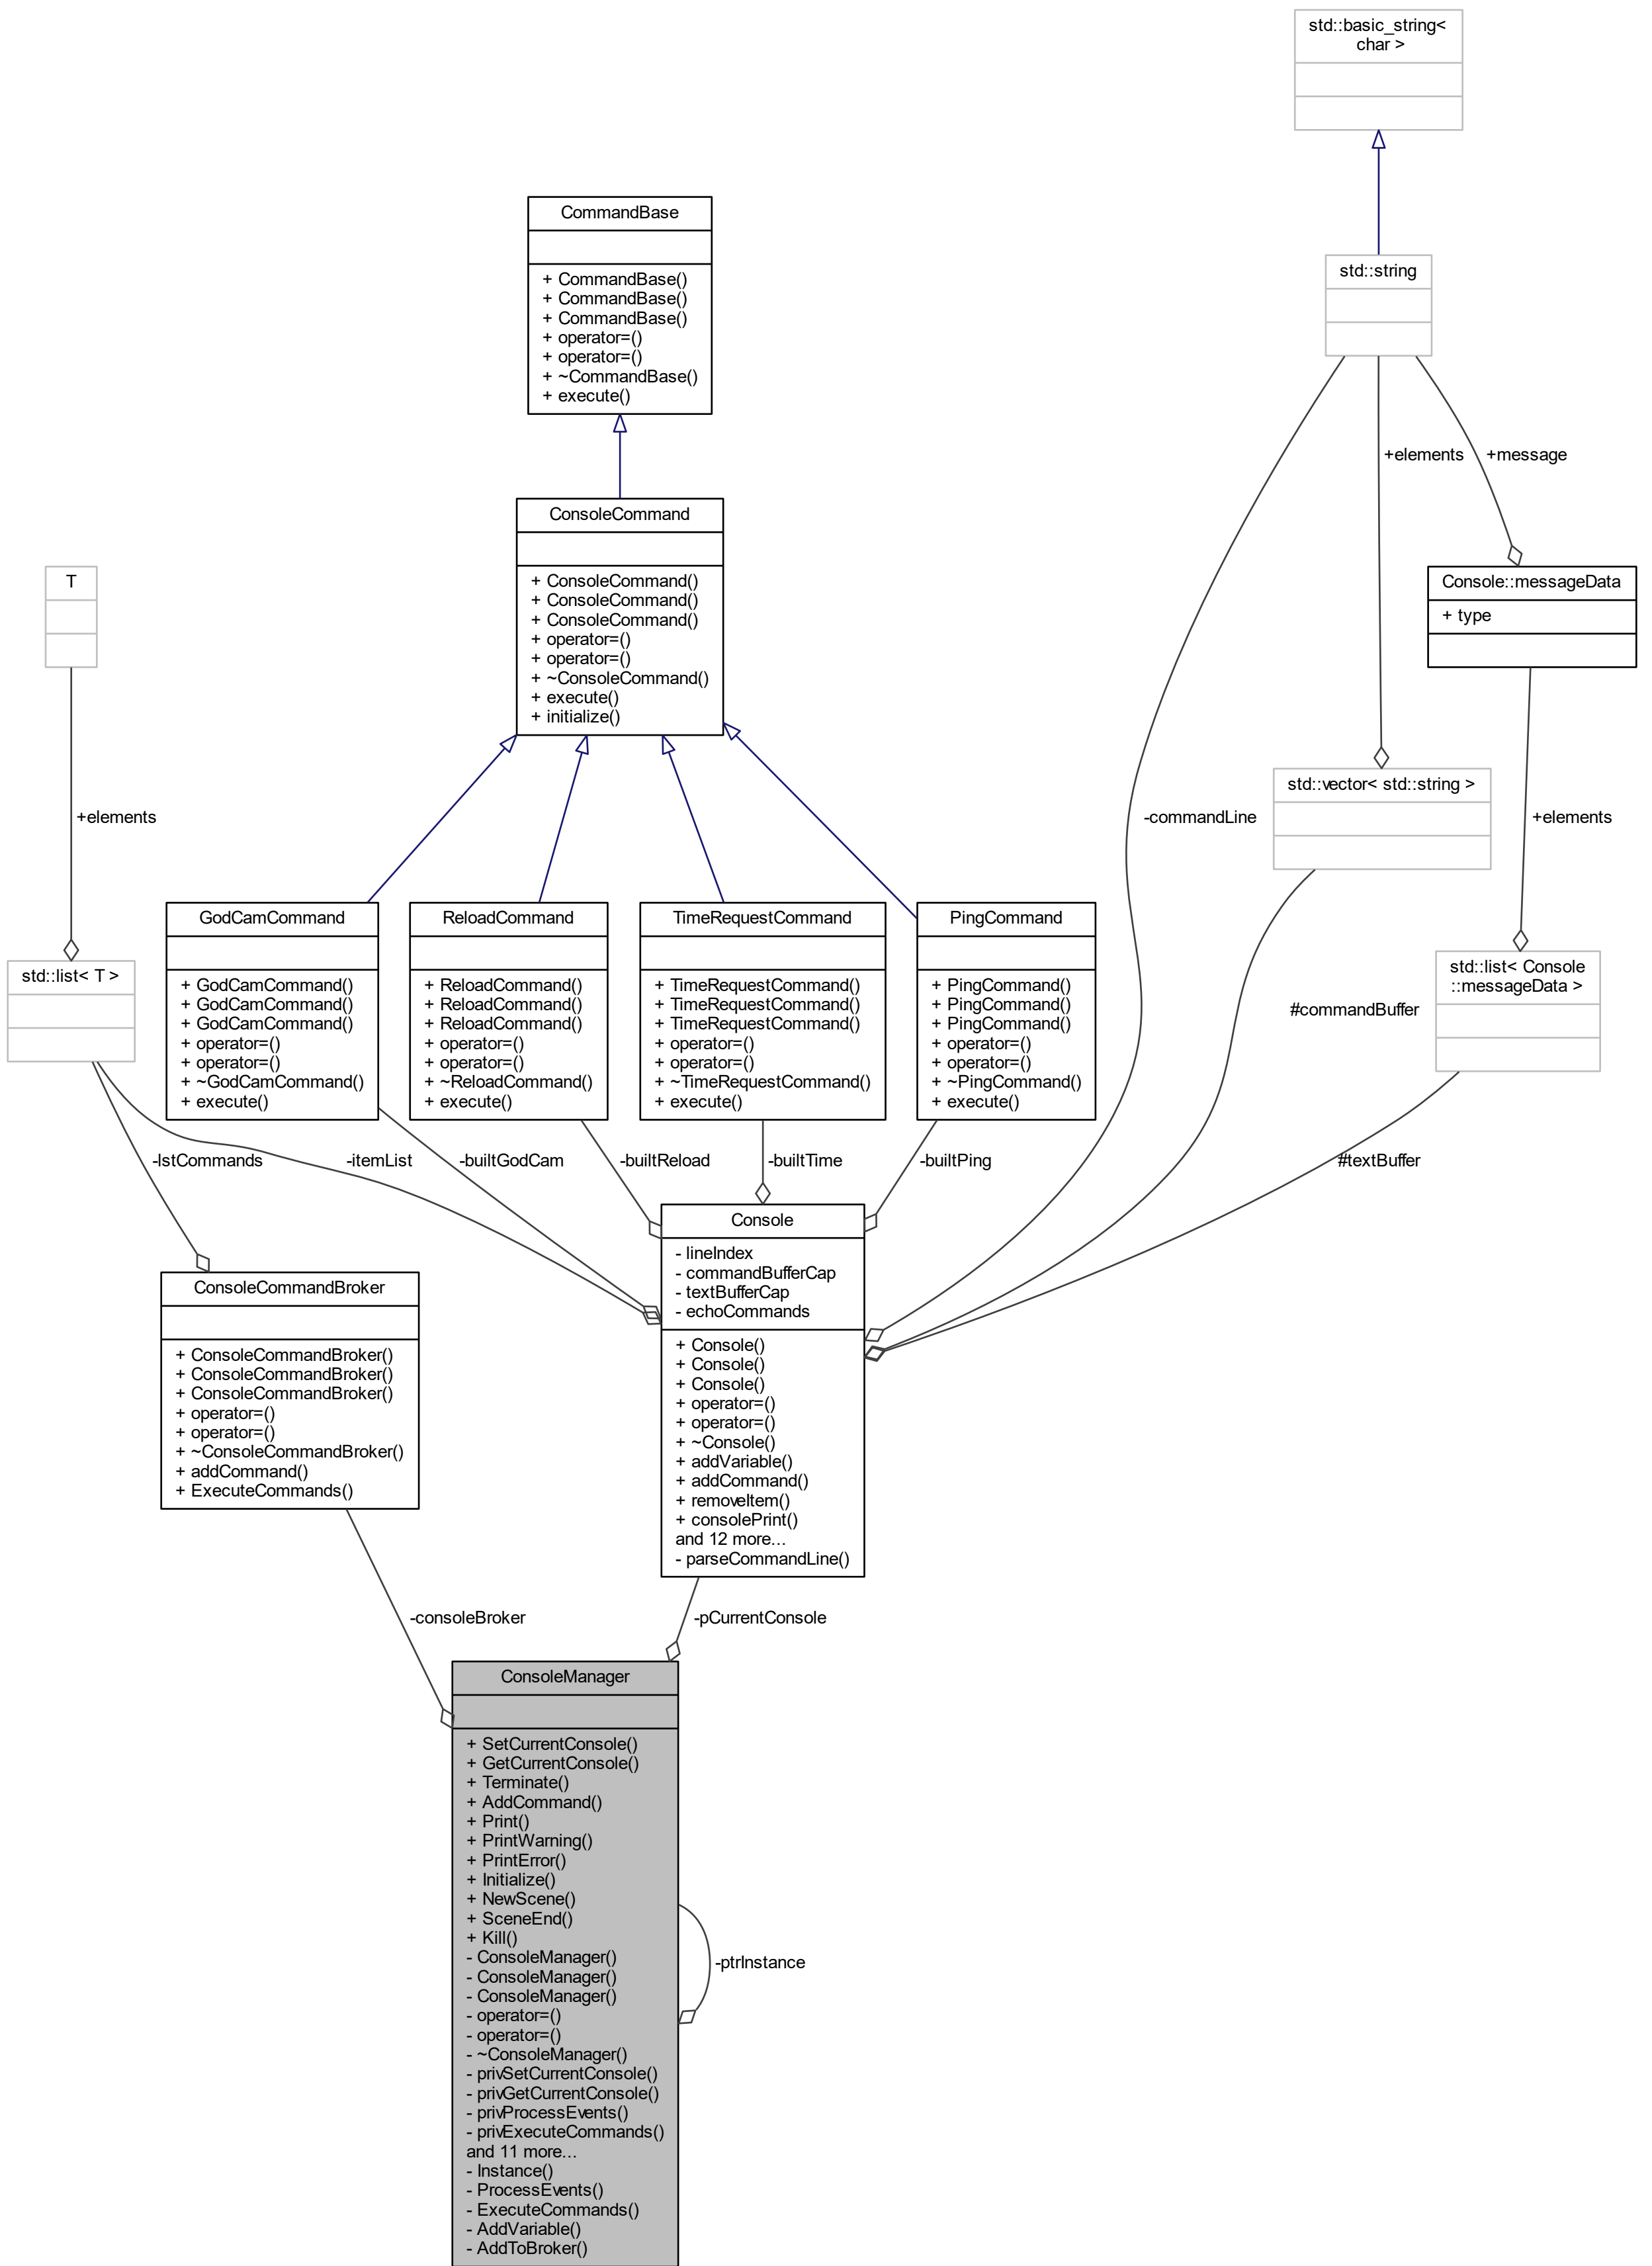 std::basic_string<
char >
std::string
CommandBase
+ CommandBase()
+ CommandBase()
+ CommandBase()
+ operator=()
+ operator=()
+ ~CommandBase()
+ execute()
+elements
+message
ConsoleCommand
+ ConsoleCommand()
+ ConsoleCommand()
+ ConsoleCommand()
+ operator=()
+ operator=()
+ ~ConsoleCommand()
+ execute()
+ initialize()
T
Console::messageData
+ type
+elements
-commandLine
std::vector< std::string >
+elements
std::list< T >
GodCamCommand
+ GodCamCommand()
+ GodCamCommand()
+ GodCamCommand()
+ operator=()
+ operator=()
+ ~GodCamCommand()
+ execute()
ReloadCommand
+ ReloadCommand()
+ ReloadCommand()
+ ReloadCommand()
+ operator=()
+ operator=()
+ ~ReloadCommand()
+ execute()
TimeRequestCommand
+ TimeRequestCommand()
+ TimeRequestCommand()
+ TimeRequestCommand()
+ operator=()
+ operator=()
+ ~TimeRequestCommand()
+ execute()
PingCommand
+ PingCommand()
+ PingCommand()
+ PingCommand()
+ operator=()
+ operator=()
+ ~PingCommand()
+ execute()
#commandBuffer
std::list< Console
::messageData >
-lstCommands
-itemList
-builtGodCam
-builtReload
-builtTime
-builtPing
#textBuffer
ConsoleCommandBroker
+ ConsoleCommandBroker()
+ ConsoleCommandBroker()
+ ConsoleCommandBroker()
+ operator=()
+ operator=()
+ ~ConsoleCommandBroker()
+ addCommand()
+ ExecuteCommands()
Console
- lineIndex
- commandBufferCap
- textBufferCap
- echoCommands
+ Console()
+ Console()
+ Console()
+ operator=()
+ operator=()
+ ~Console()
+ addVariable()
+ addCommand()
+ removeItem()
+ consolePrint()
and 12 more...
- parseCommandLine()
-consoleBroker
-pCurrentConsole
ConsoleManager
+ SetCurrentConsole()
+ GetCurrentConsole()
+ Terminate()
+ AddCommand()
+ Print()
+ PrintWarning()
+ PrintError()
+ Initialize()
+ NewScene()
+ SceneEnd()
+ Kill()
- ConsoleManager()
- ConsoleManager()
- ConsoleManager()
- operator=()
- operator=()
- ~ConsoleManager()
- privSetCurrentConsole()
- privGetCurrentConsole()
- privProcessEvents()
- privExecuteCommands()
and 11 more...
- Instance()
- ProcessEvents()
- ExecuteCommands()
- AddVariable()
- AddToBroker()
-ptrInstance